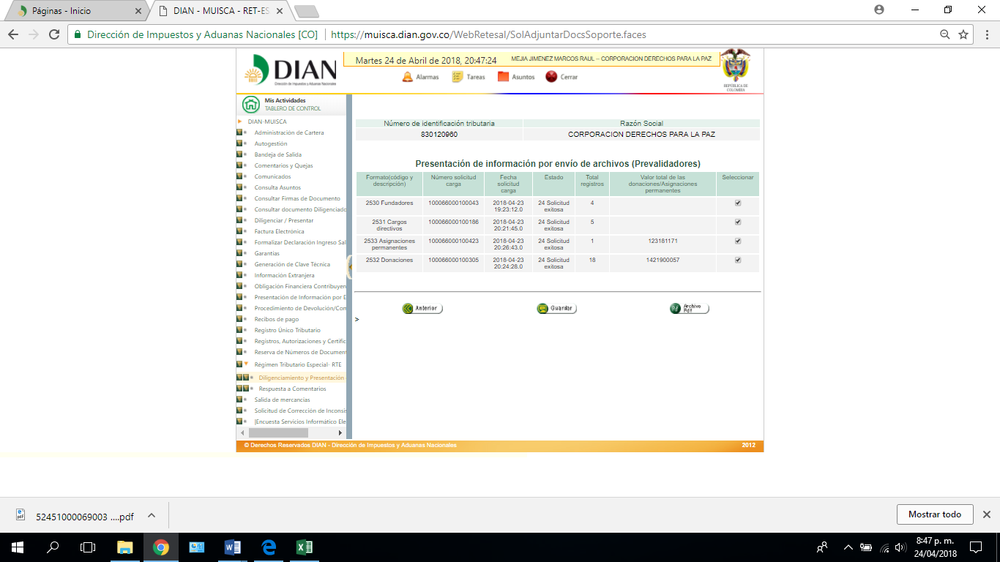 Páginas - Inicio
DIAN - MUISCA - RET-ES
Dirección de Impuestos y Aduanas Nacionales [CO]
https://muisca.dian.gov.co/WebRetesal/SolAdjuntarDocsSoporte.faces
DIAN
Dirección de Impuestos y Aduanas Nacionales
Martes 24 de Abril de 2018, 20:47:24
MEJIA JIMENEZ MARCOS RAUL -- CORPORACION DERECHOS PARA LA PAZ
Alarmas Tareas Asuntos Cerrar
REPÚBLICA DE
COLOMBIA
Mis Actividades
TABLERO DE CONTROL
DIAN-MUISCA
Administración de Cartera
Autogestión
Bandeja de Salida
Comentarios y Quejas
Comunicados
Consulta Asuntos
Consultar Firmas de Documento
Consultar documento Diligenciado
Diligenciar / Presentar
Factura Electrónica
Formalizar Declaración Ingreso Sal
Garantías
Generación de Clave Técnica
Información Extranjera
Obligación Financiera Contribuyen
Presentación de Información por E
Procedimiento de Devolución/Com
Recibos de pago
Registro Único Tributario
Registros, Autorizaciones y Certific
Reserva de Números de Document
Régimen Tributario Especial- RTE
Diligenciamiento y Presentación
Respuesta a Comentarios
Salida de mercancías
Solicitud de Corrección de Inconsis
[Encuesta Servicios Informático Ele
Número de identificación tributaria Razón Social
830120960 CORPORACION DERECHOS PARA LA PAZ
Presentación de información por envío de archivos (Prevalidadores)
Formato(código y descripción) Número solicitud carga Fecha solicitud carga Estado Total registros Valor total de las donaciones/Asignaciones permanentes Seleccionar
2530 Fundadores 100066000100043 2018-04-23 19:23:12.0 24 Solicitud exitosa 4
2531 Cargos directivos 100066000100186 2018-04-23 20:21:45.0 24 Solicitud exitosa 5
2533 Asignaciones permanentes 100066000100423 2018-04-23 20:26:43.0 24 Solicitud exitosa 1 123181171
2532 Donaciones 100066000100305 2018-04-23 20:24:28.0 24 Solicitud exitosa 18 1421900057
Anterior Guardar Archivo Pdf
>
© Derechos Reservados DIAN - Dirección de Impuestos y Aduanas Nacionales 2012
52451000069003 ....pdf
Mostrar todo
8:47 p. m.
24/04/2018